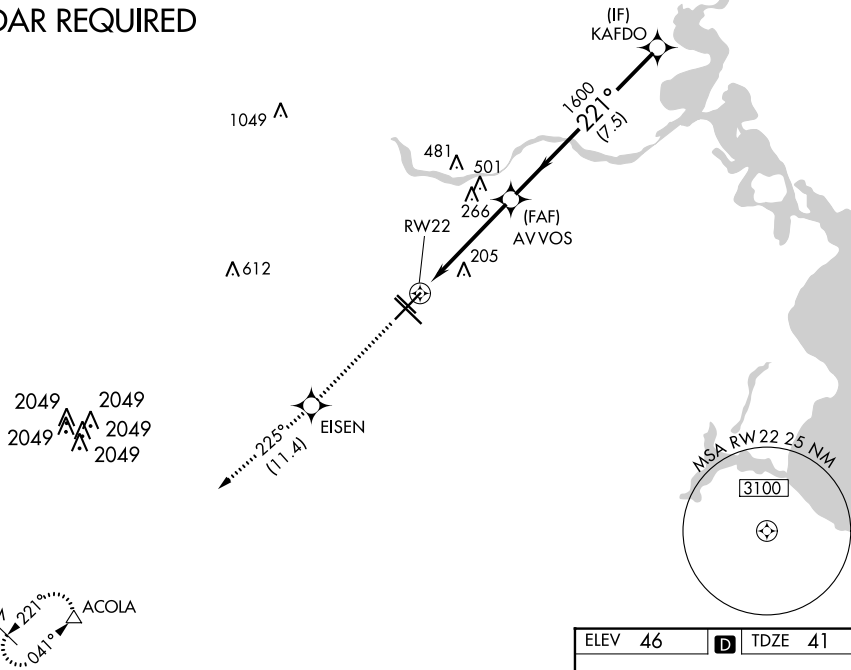 DAR REQUIRED
(IF)
KAFDO
1600
221°
(7.5)
1049
481
501
266
(FAF)
AVVOS
RW22
205
612
2049
2049
2049
2049
2049
EISEN
225°
(11.4)
MSA RW22 25 NM
3100
221°
041°
ACOLA
ELEV 46 D TDZE 41